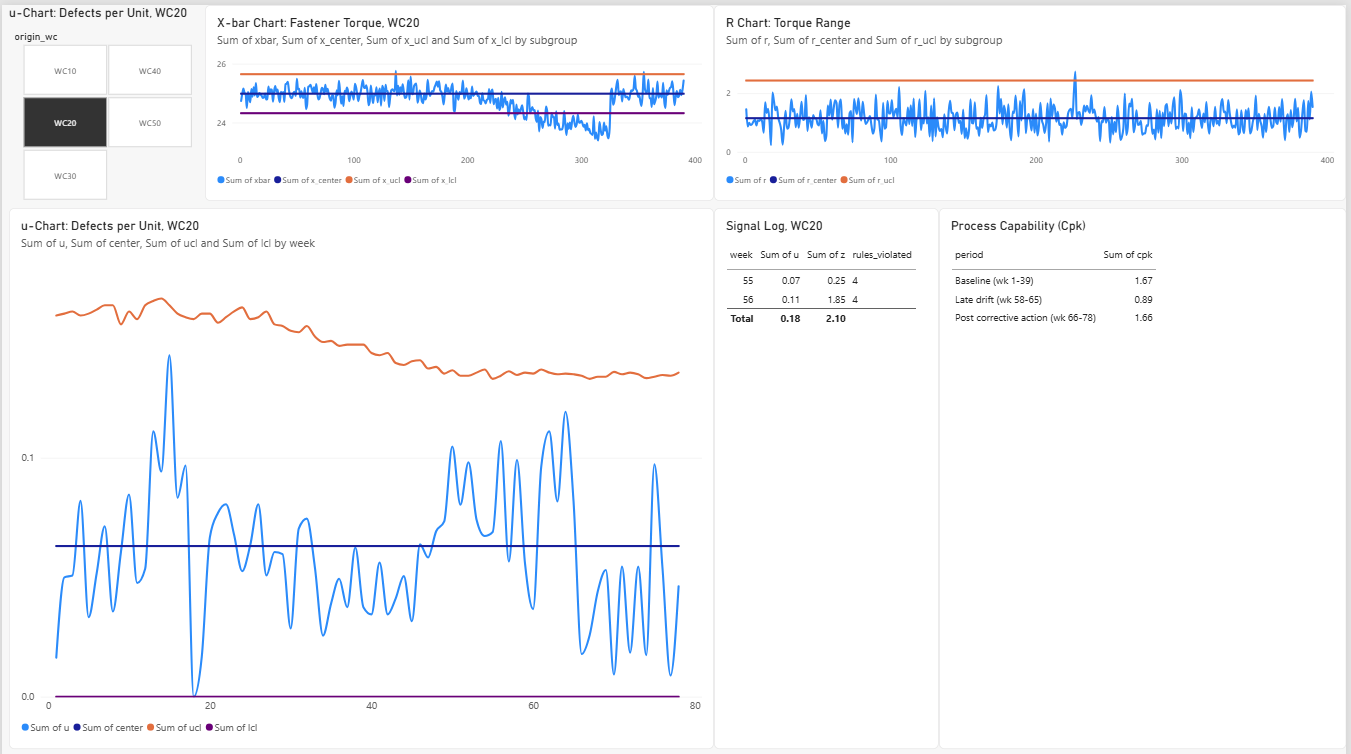 u-Chart: Defects per Unit, WC20
origin_wc
WC10
WC40
WC20
WC50
WC30
X-bar Chart: Fastener Torque, WC20
Sum of xbar, Sum of x_center, Sum of x_ucl and Sum of x_lcl by subgroup
26
24
0 100 200 300 400
Sum of xbar Sum of x_center Sum of x_ucl Sum of x_lcl
R Chart: Torque Range
Sum of r, Sum of r_center and Sum of r_ucl by subgroup
2
0
0 100 200 300 400
Sum of r Sum of r_center Sum of r_ucl
u-Chart: Defects per Unit, WC20
Sum of u, Sum of center, Sum of ucl and Sum of lcl by week
0.1
0.0
0 20 40 60 80
Sum of u Sum of center Sum of ucl Sum of lcl
Signal Log, WC20
week Sum of u Sum of z rules_violated
55 0.07 0.25 4
56 0.11 1.85 4
Total 0.18 2.10
Process Capability (Cpk)
period Sum of cpk
Baseline (wk 1-39) 1.67
Late drift (wk 58-65) 0.89
Post corrective action (wk 66-78) 1.66